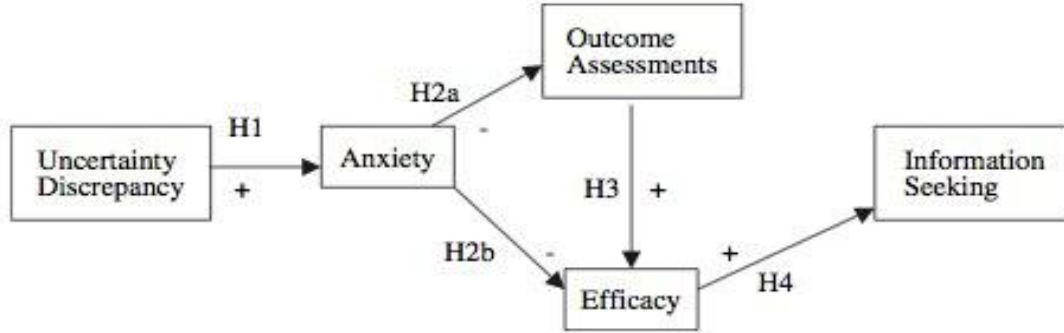 Outcome
Assessments
H2a
-
H1
Uncertainty
Discrepancy
+
Anxiety
Information
Seeking
H3
+
H2b
-
+
H4
Efficacy